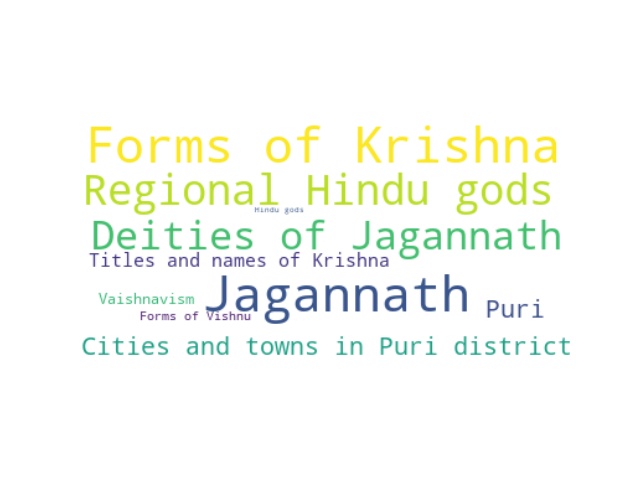 Forms of Krishna
Regional Hindu gods
Hindu gods
Deities of Jagannath
Titles and names of Krishna
Jagannath
Vaishnavism
Puri
Forms of Vishnu
Cities and towns in Puri district